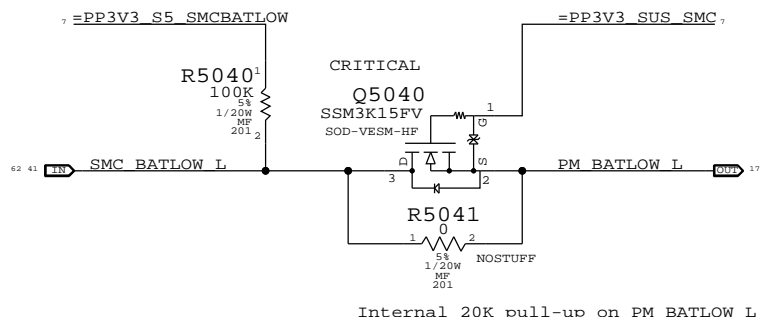 7 =PP3V3_S5_SMCBATLOW
=PP3V3_SUS_SMC 7
CRITICAL
R5040 1
100K
5%
1/20W
MF
201 2
Q5040
SSM3K15FV
SOD-VESM-HF
1
G
D
S
3
2
62 41 IN SMC_BATLOW_L
PM_BATLOW_L OUT 17
R5041
1 0 2
5%
1/20W
MF
201
NOSTUFF
Internal 20K pull-up on PM_BATLOW_L